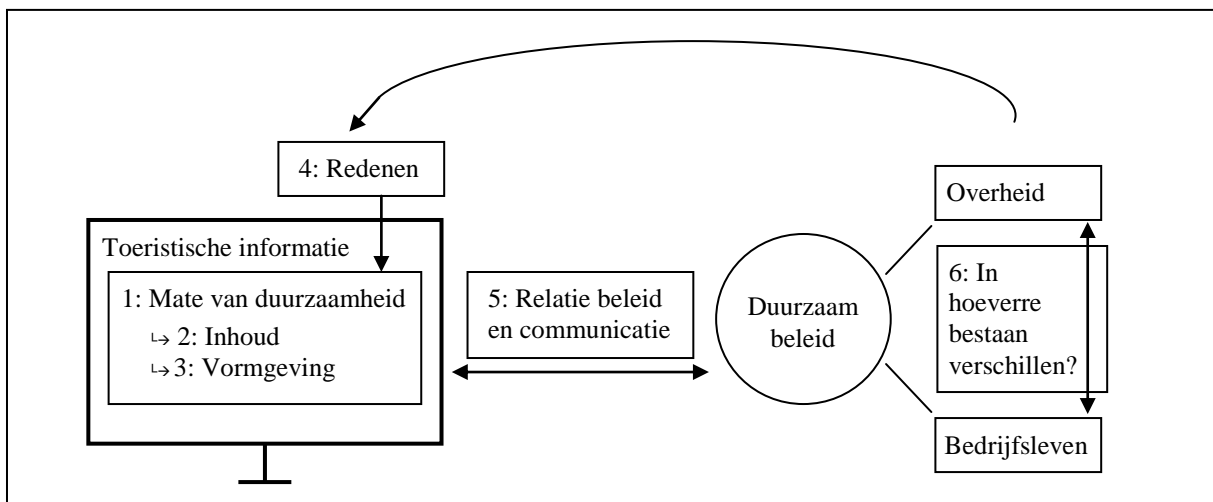 4: Redenen
Toeristische informatie
1: Mate van duurzaamheid
↳ 2: Inhoud
↳ 3: Vormgeving
5: Relatie beleid
en communicatie
Duurzaam
beleid
Overheid
6: In
hoeverre
bestaan
verschillen?
Bedrijfsleven